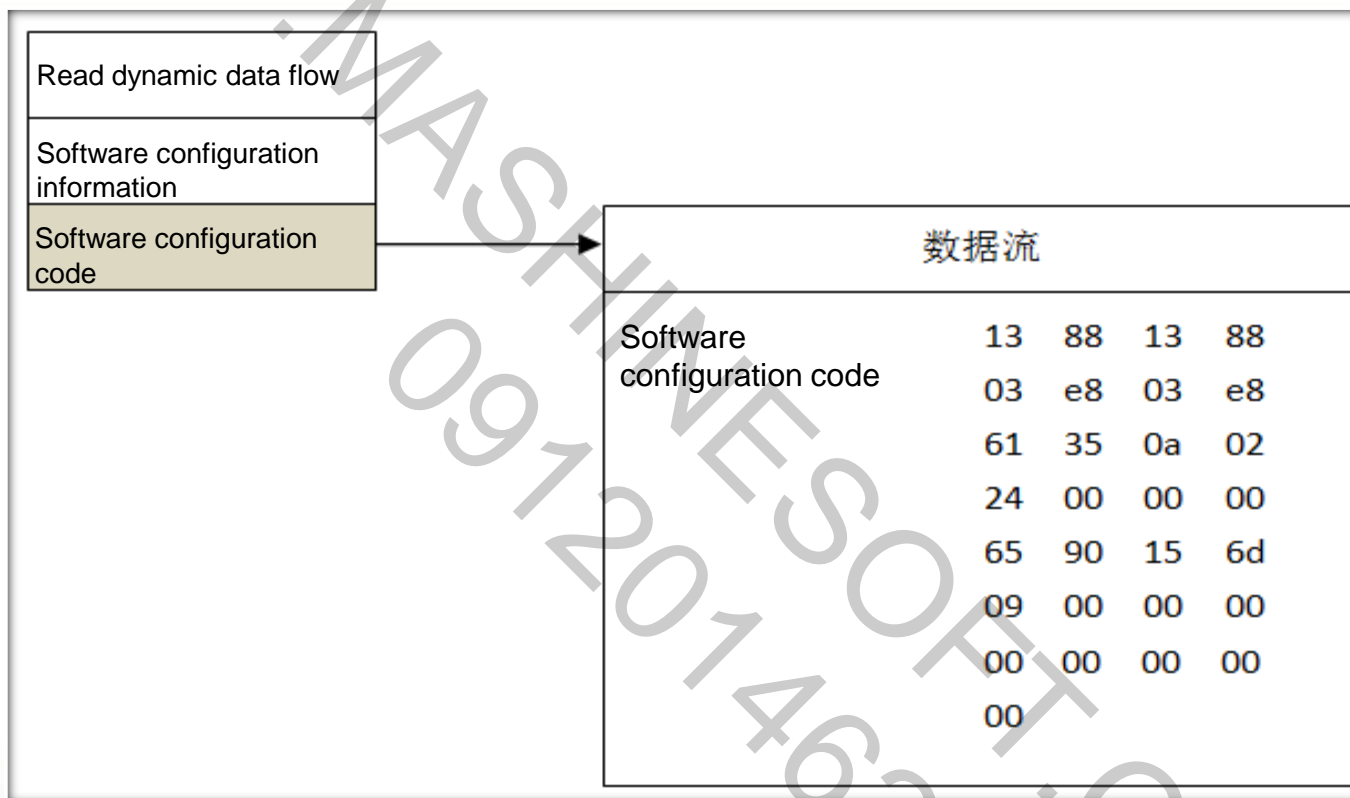 Read dynamic data flow
Software configuration
information
Software configuration
code
数据流
Software
configuration code
13 88 13 88
03 e8 03 e8
61 35 0a 02
24 00 00 00
65 90 15 6d
09 00 00 00
00 00 00 00
00
.MASHINESOFT.C
091201462